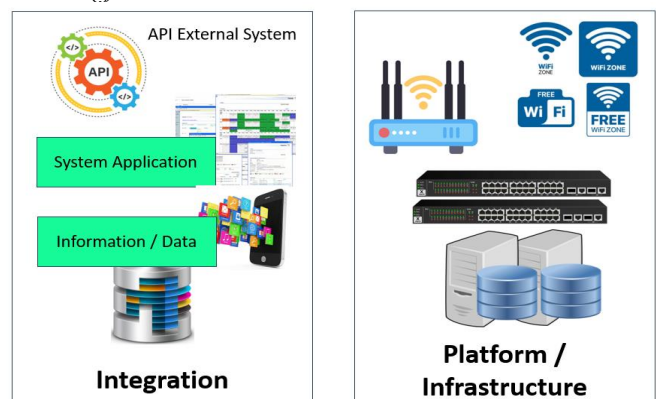 API External System
</>
API
</>
System Application
Information / Data
Integration
WiFi
ZONE
WiFi ZONE
FREE
Wi Fi
FREE
WiFi ZONE
Platform /
Infrastructure